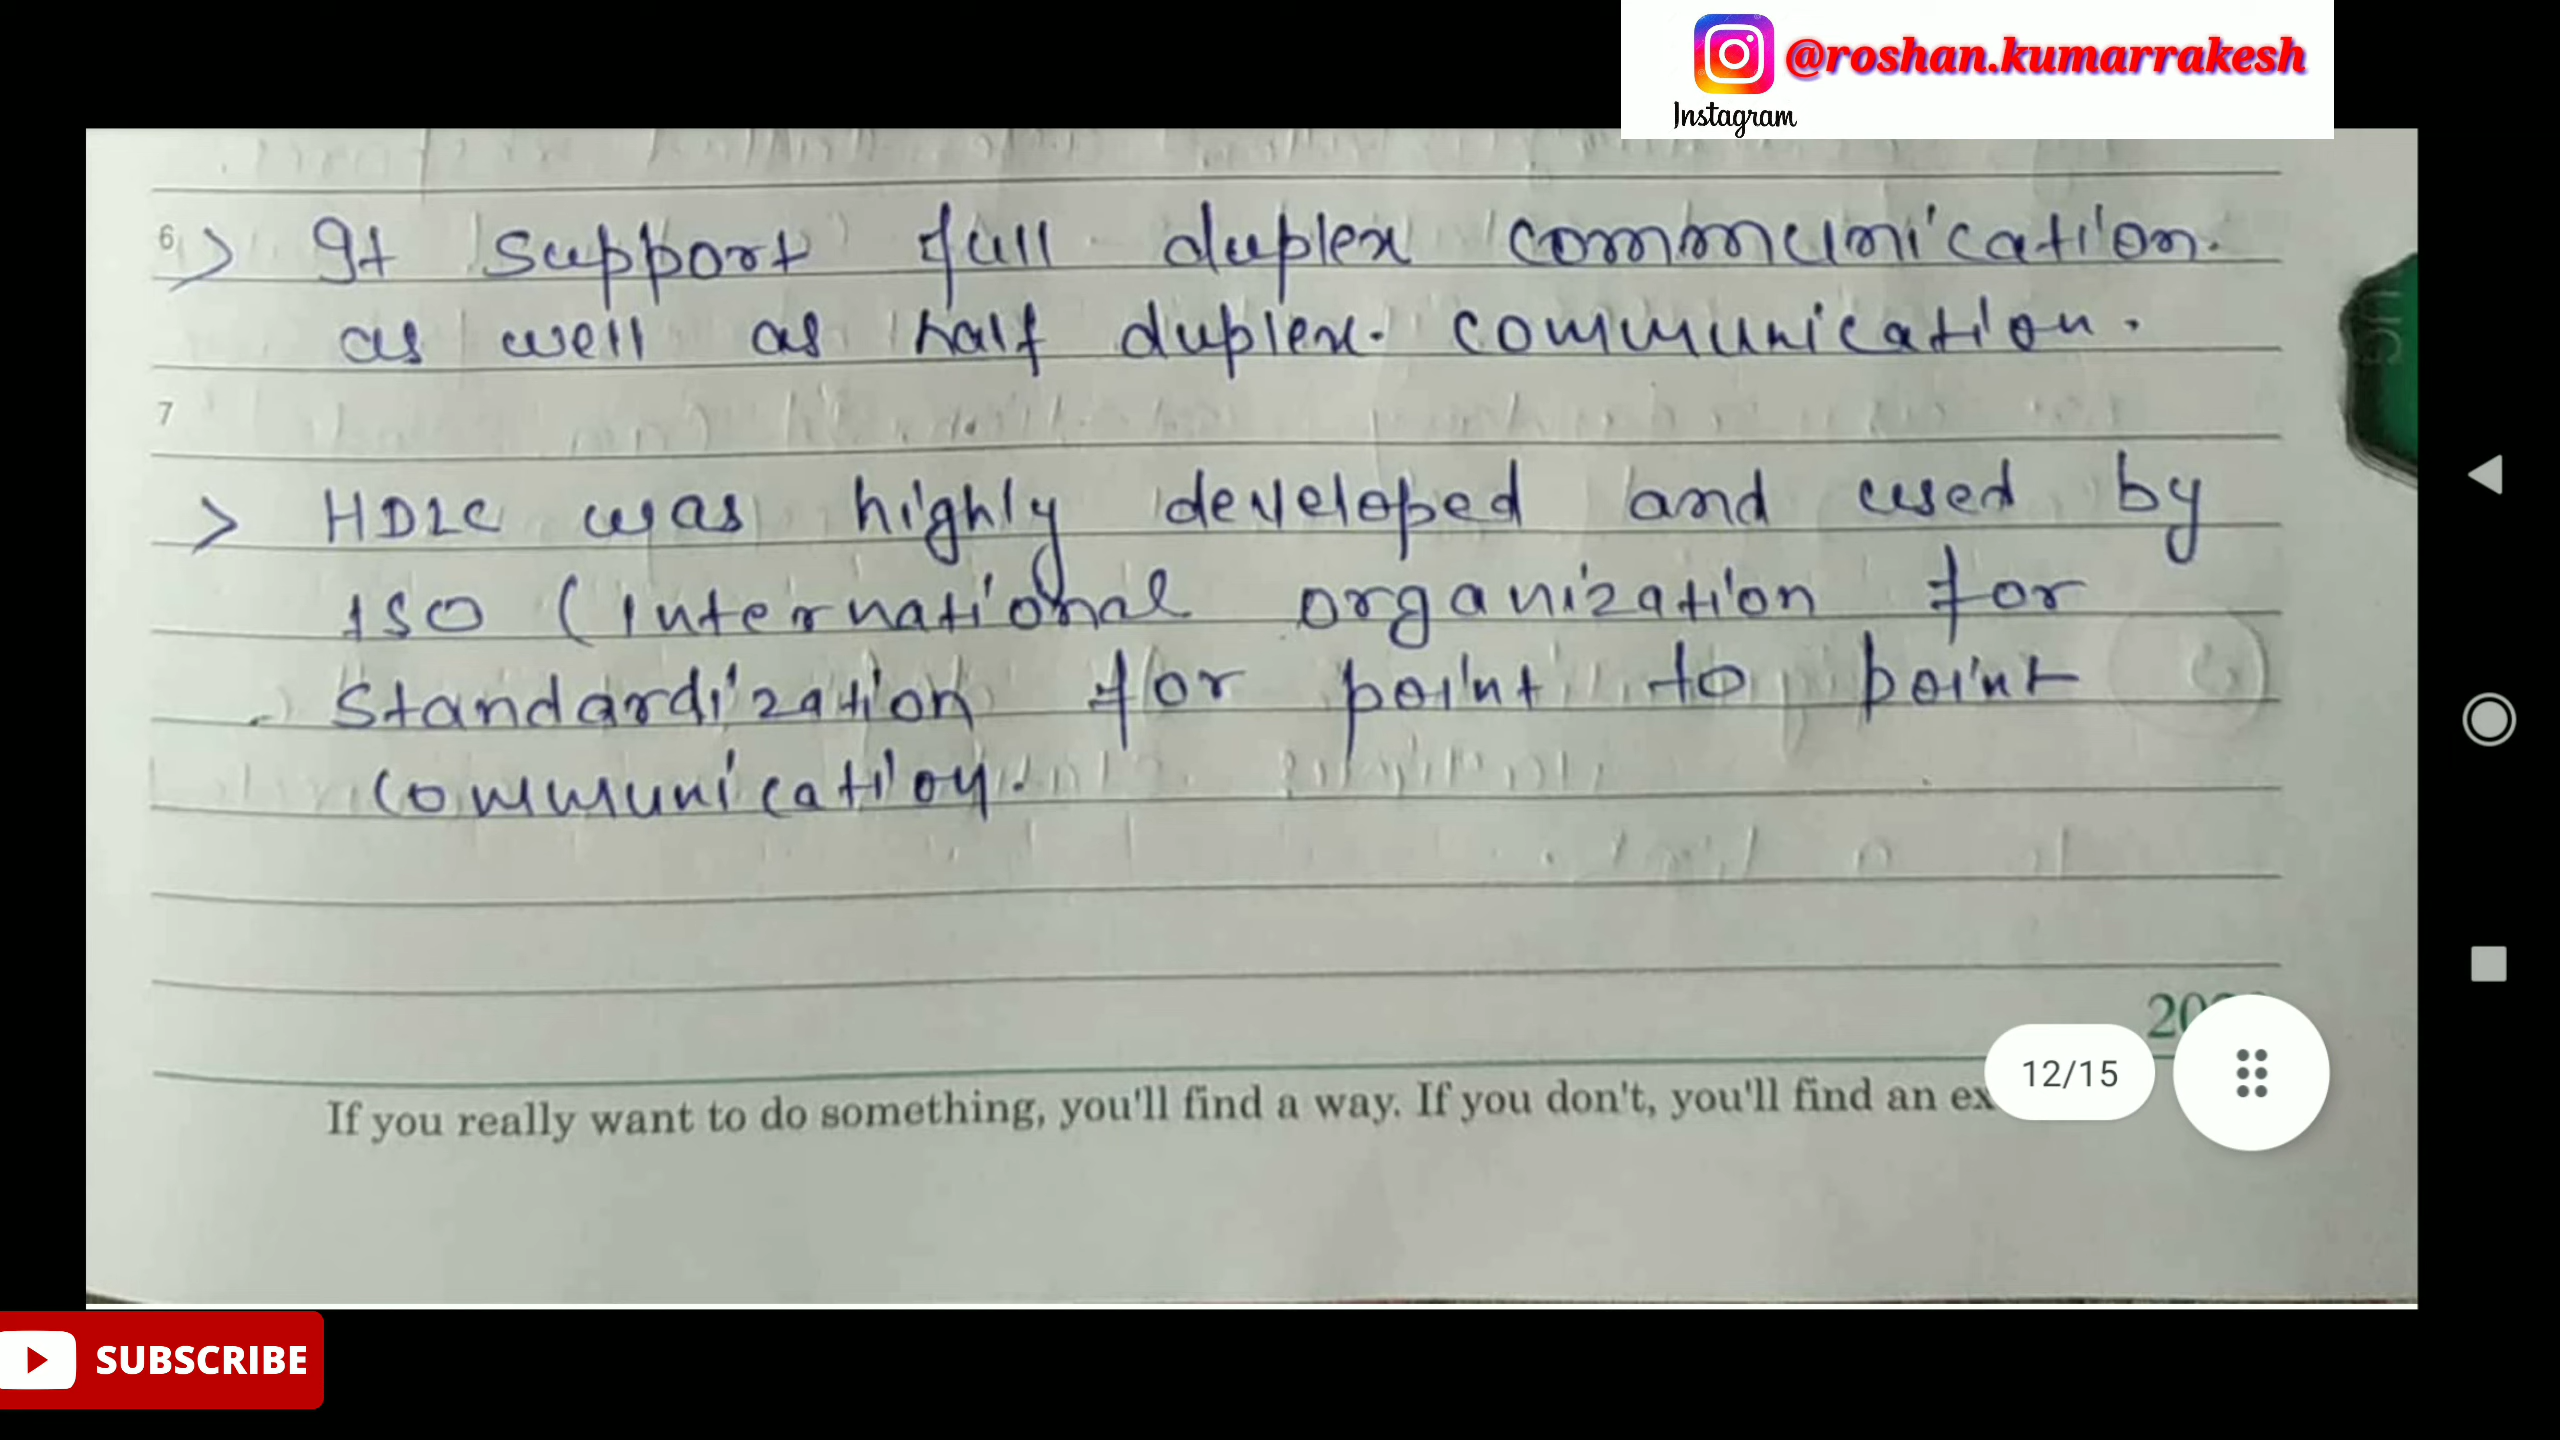 @roshan.kumarrakesh
Instagram
6
> It support full duplex communication.
as well as half duplex. communication.
7
> HDLC was highly developed and used by
ISO (International organization for
Standardization for point to point
communication.
If you really want to do something, you'll find a way. If you don't, you'll find an
12/15
SUBSCRIBE